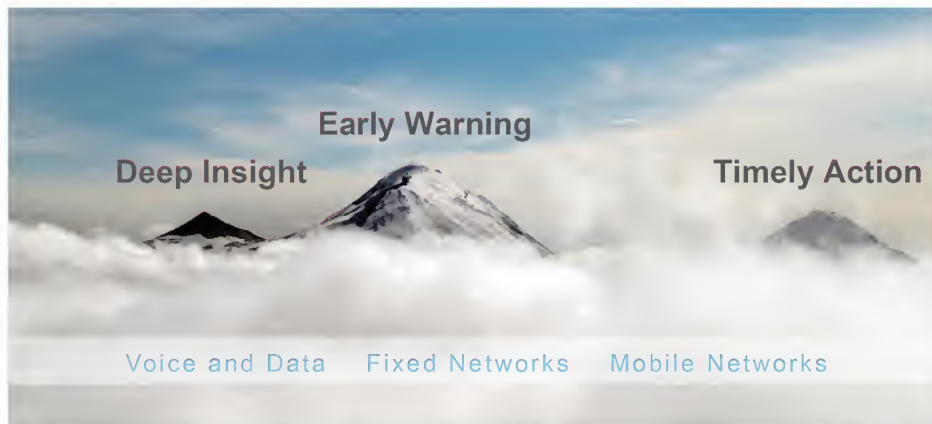 Early Warning
Deep Insight
Timely Action
Voice and Data Fixed Networks Mobile Networks